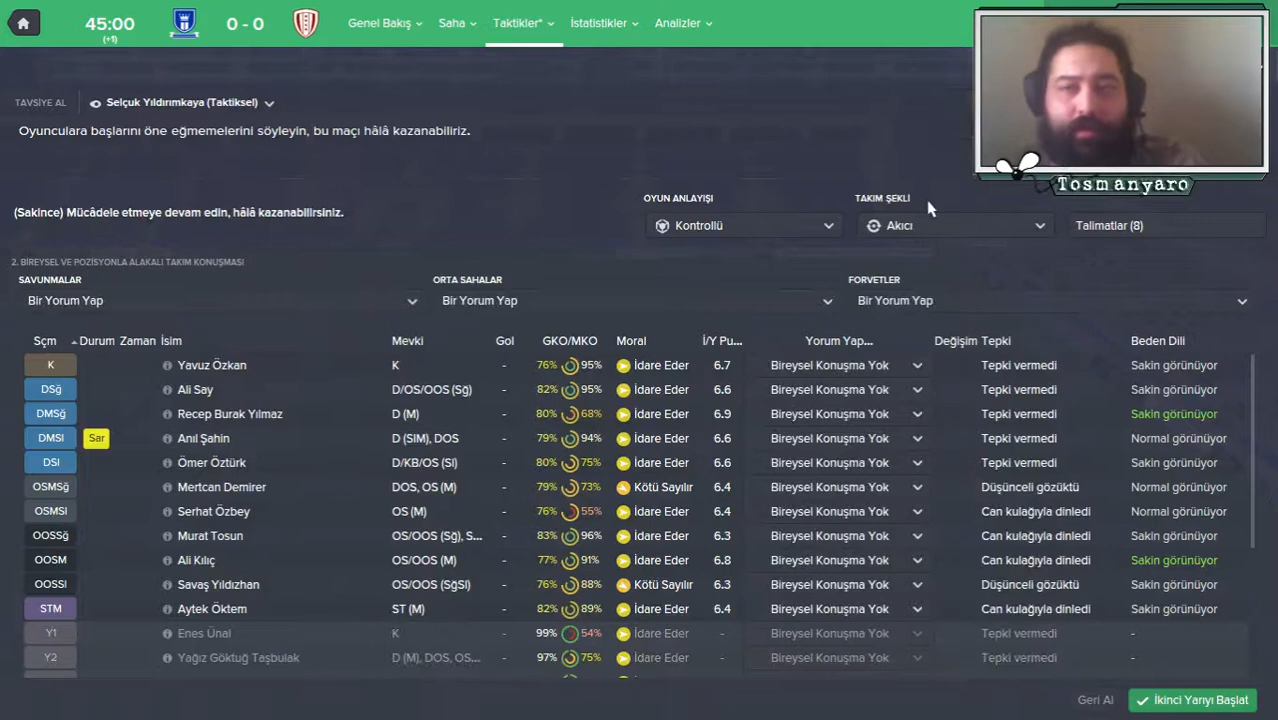 45:00
(+1)
0 - 0
Genel Bakış
Saha
Taktikler*
İstatistikler
Analizler
Tosmanyaro
TAVSİYE AL
Selçuk Yıldırımkaya (Taktiksel)
Oyunculara başlarını öne eğmemelerini söyleyin, bu maçı hâlâ kazanabiliriz.
OYUN ANLAYIŞI
TAKIM ŞEKLİ
(Sakince) Mücâdele etmeye devam edin, hâlâ kazanabilirsiniz.
Kontrollü
Akıcı
Talimatlar (8)
2. BİREYSEL VE POZİSYONLA ALAKALI TAKIM KONUŞMASI
SAVUNMALAR ORTA SAHALAR FORVETLER
Bir Yorum Yap Bir Yorum Yap Bir Yorum Yap
Sçm Durum Zaman İsim Mevki Gol GKO/MKO Moral İ/Y Pu... Yorum Yap... Değişim Tepki Beden Dili
K Yavuz Özkan K - 76% 95% İdare Eder 6.7 Bireysel Konuşma Yok Tepki vermedi Sakin görünüyor
DSğ Ali Say D/OS/OOS (Sğ) - 82% 95% İdare Eder 6.6 Bireysel Konuşma Yok Tepki vermedi Sakin görünüyor
DMSğ Recep Burak Yılmaz D (M) - 80% 68% İdare Eder 6.9 Bireysel Konuşma Yok Tepki vermedi Sakin görünüyor
DMSl Sar Anıl Şahin D (SlM), DOS - 79% 94% İdare Eder 6.6 Bireysel Konuşma Yok Tepki vermedi Normal görünüyor
DSl Ömer Öztürk D/KB/OS (Sl) - 80% 75% İdare Eder 6.6 Bireysel Konuşma Yok Tepki vermedi Sakin görünüyor
OSMSğ Mertcan Demirer DOS, OS (M) - 79% 73% Kötü Sayılır 6.4 Bireysel Konuşma Yok Düşünceli gözüktü Normal görünüyor
OSMSl Serhat Özbey OS (M) - 76% 55% İdare Eder 6.4 Bireysel Konuşma Yok Can kulağıyla dinledi Normal görünüyor
OOSSğ Murat Tosun OS/OOS (Sğ), S... - 83% 96% İdare Eder 6.3 Bireysel Konuşma Yok Can kulağıyla dinledi Sakin görünüyor
OOSM Ali Kılıç OS/OOS (M) - 77% 91% İdare Eder 6.8 Bireysel Konuşma Yok Can kulağıyla dinledi Sakin görünüyor
OOSSl Savaş Yıldızhan OS/OOS (SğSl) - 76% 88% Kötü Sayılır 6.3 Bireysel Konuşma Yok Düşünceli gözüktü Sakin görünüyor
STM Aytek Öktem ST (M) - 82% 89% İdare Eder 6.4 Bireysel Konuşma Yok Can kulağıyla dinledi Sakin görünüyor
Y1 Enes Ünal K - 99% 54% İdare Eder - Bireysel Konuşma Yok Tepki vermedi -
Y2 Yağız Göktuğ Taşbulak D (M), DOS, OS... - 97% 75% İdare Eder - Bireysel Konuşma Yok Tepki vermedi -
Geri Al
İkinci Yarıyı Başlat